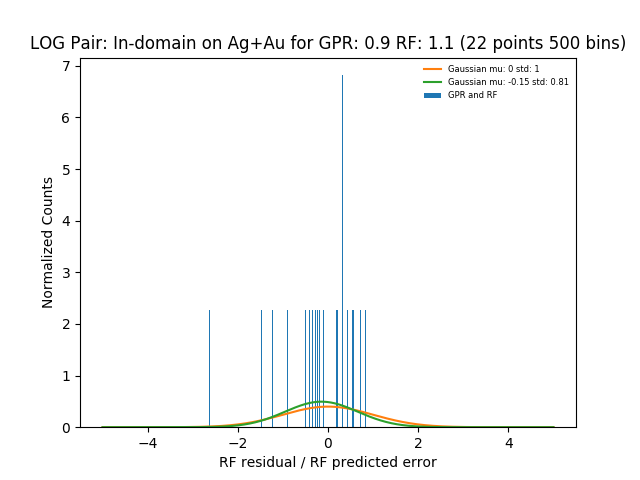 LOG Pair: In-domain on Ag+Au for GPR: 0.9 RF: 1.1 (22 points 500 bins)
Gaussian mu: 0 std: 1
Gaussian mu: -0.15 std: 0.81
GPR and RF
Normalized Counts
7
6
5
4
3
2
1
0
−4 −2 0 2 4
RF residual / RF predicted error